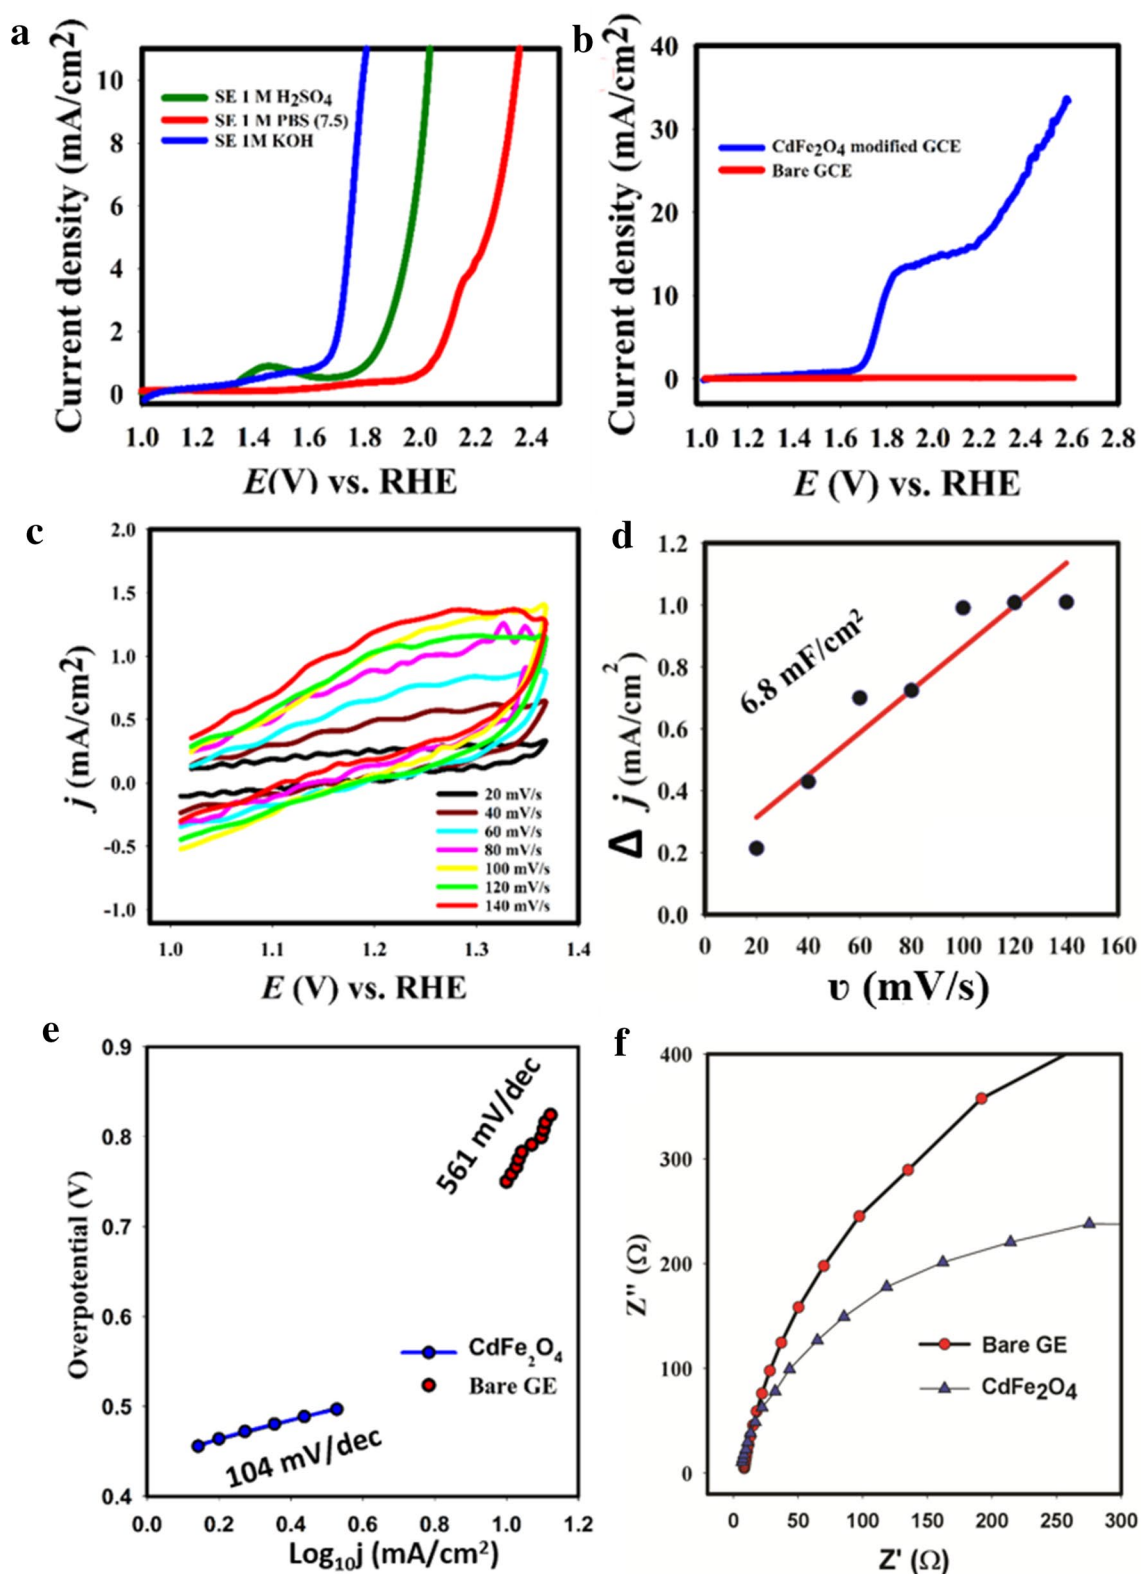 a
Current density (mA/cm2)
10
8
6
4
2
0
SE 1 M H2SO4
SE 1 M PBS (7.5)
SE 1M KOH
1.0 1.2 1.4 1.6 1.8 2.0 2.2 2.4
E(V) vs. RHE
b
Current density (mA/cm2)
40
30
20
10
0
CdFe2O4 modified GCE
Bare GCE
1.0 1.2 1.4 1.6 1.8 2.0 2.2 2.4 2.6 2.8
E (V) vs. RHE
c
j (mA/cm2)
2.0
1.5
1.0
0.5
0.0
-0.5
-1.0
20 mV/s
40 mV/s
60 mV/s
80 mV/s
100 mV/s
120 mV/s
140 mV/s
1.0 1.1 1.2 1.3 1.4
E (V) vs. RHE
d
Δ j (mA/cm2)
1.2
1.0
0.8
0.6
0.4
0.2
0.0
6.8 mF/cm²
0 20 40 60 80 100 120 140 160
υ (mV/s)
e
Overpotential (V)
0.9
0.8
0.7
0.6
0.5
0.4
561 mV/dec
CdFe2O4
Bare GE
104 mV/dec
0.0 0.2 0.4 0.6 0.8 1.0 1.2
Log10j (mA/cm²)
f
Z'' (Ω)
400
300
200
100
0
Bare GE
CdFe2O4
0 50 100 150 200 250 300
Z' (Ω)